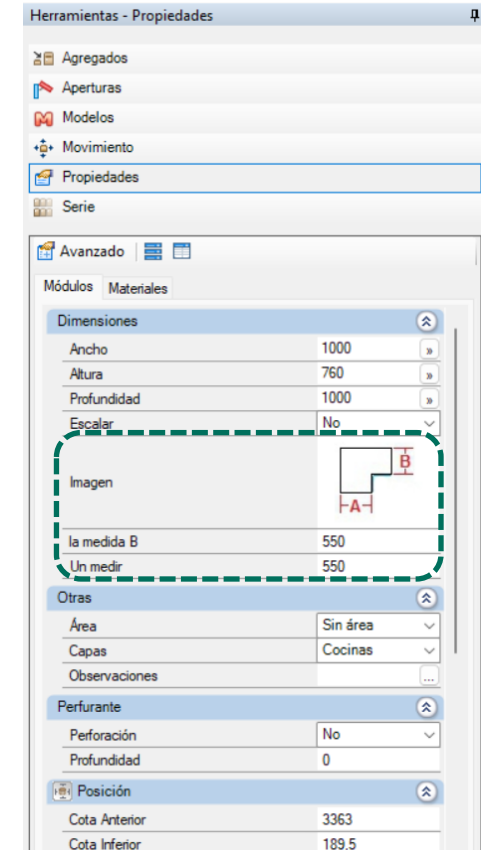 Herramientas - Propiedades
Agregados
Aperturas
Modelos
Movimiento
Propiedades
Serie
Avanzado
Módulos Materiales
Dimensiones
Ancho 1000 »
Altura 760 »
Profundidad 1000 »
Escalar No
Imagen B
A
la medida B 550
Un medir 550
Otras
Área Sin área
Capas Cocinas
Observaciones ...
Perfurante
Perforación No
Profundidad 0
Posición
Cota Anterior 3363
Cota Inferior 189.5